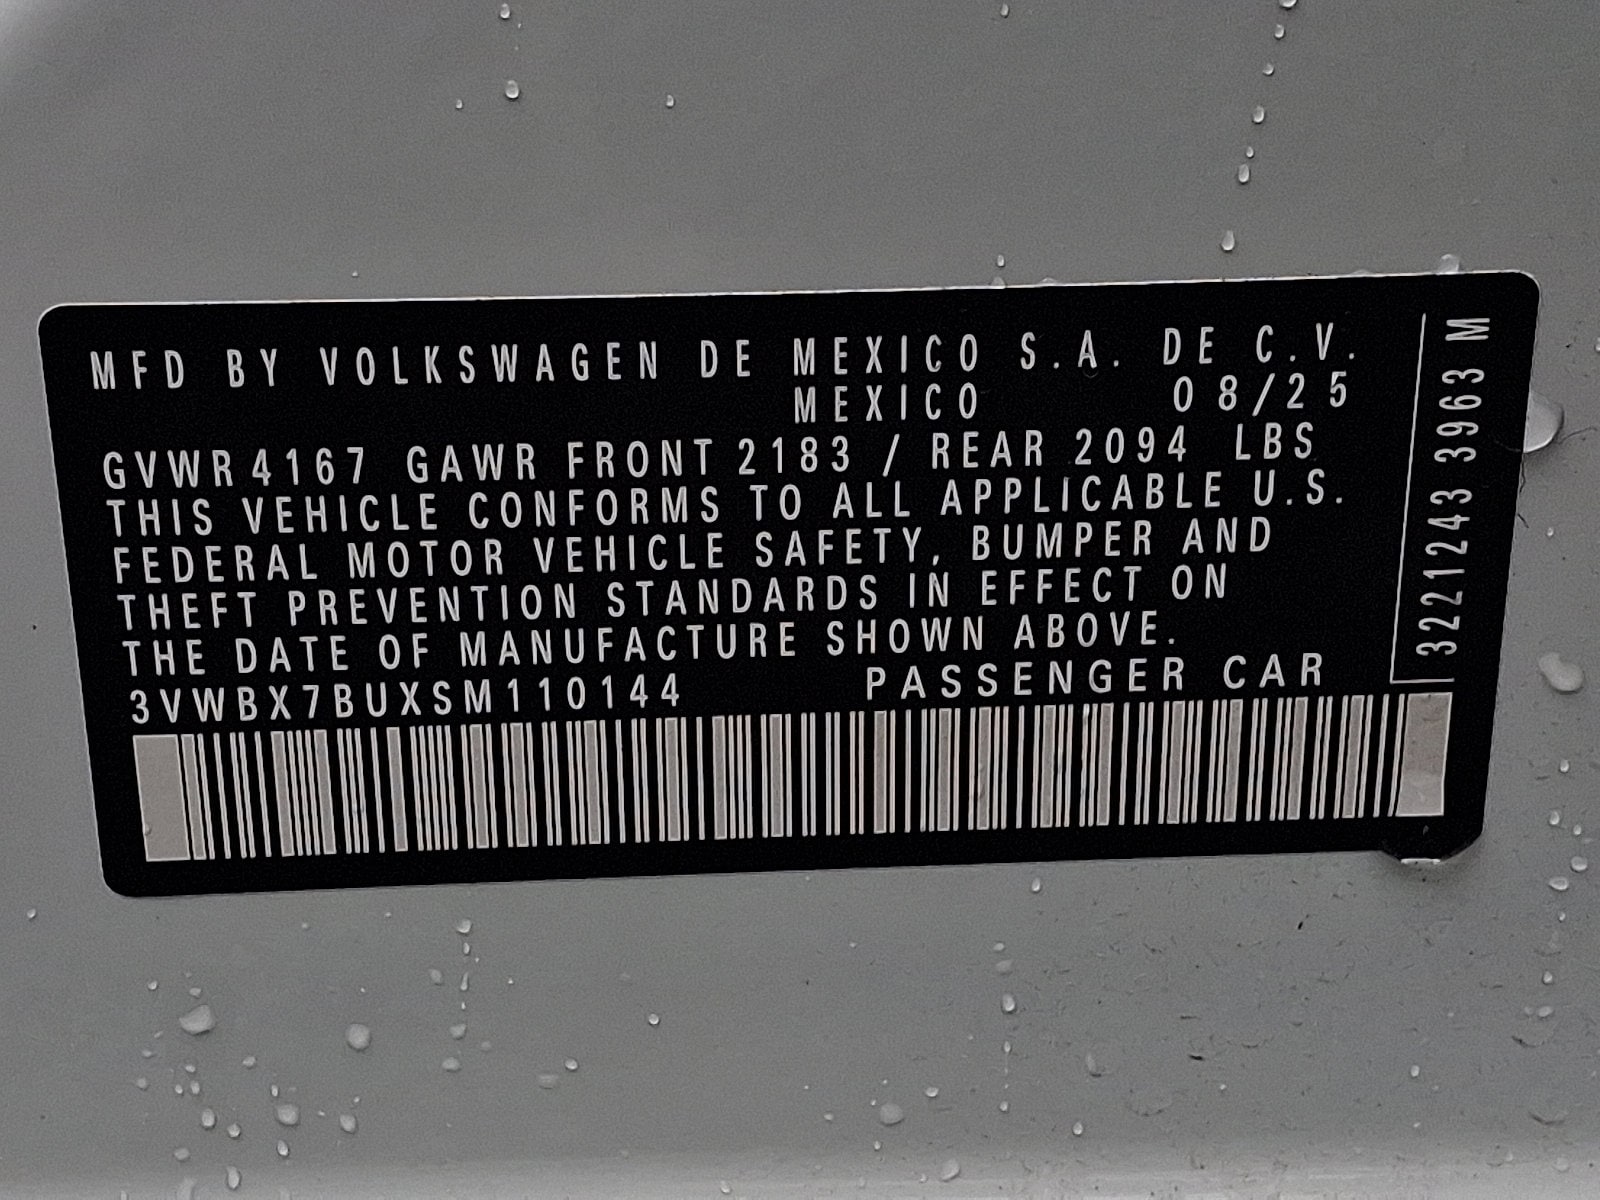 MFD BY VOLKSWAGEN DE MEXICO S.A. DE C.V.
MEXICO 08/25
GVWR 4167 GAWR FRONT 2183 / REAR 2094 LBS
THIS VEHICLE CONFORMS TO ALL APPLICABLE U.S.
FEDERAL MOTOR VEHICLE SAFETY, BUMPER AND
THEFT PREVENTION STANDARDS IN EFFECT ON
THE DATE OF MANUFACTURE SHOWN ABOVE.
3VWBX7BUXSM110144 PASSENGER CAR
3221243 3963 M